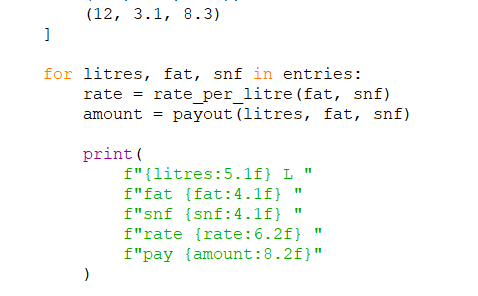 (12, 3.1, 8.3)
]

for litres, fat, snf in entries:
    rate = rate_per_litre(fat, snf)
    amount = payout(litres, fat, snf)

    print(
        f"{litres:5.1f} L "
        f"fat {fat:4.1f} "
        f"snf {snf:4.1f} "
        f"rate {rate:6.2f} "
        f"pay {amount:8.2f}"
    )